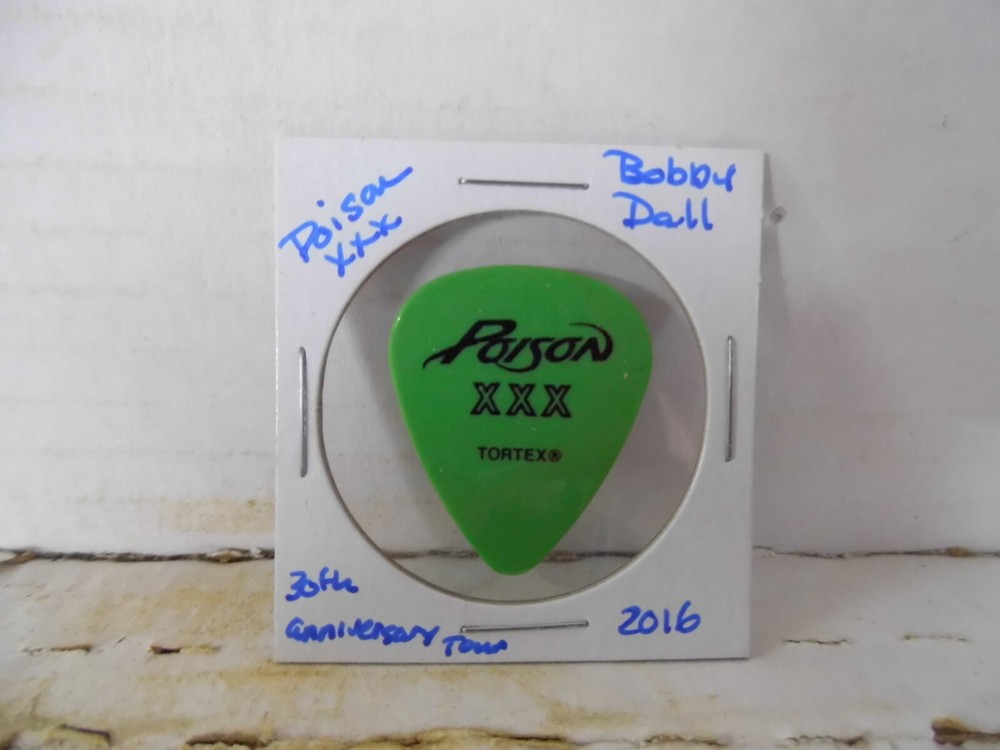 Poison
xxx
Bobby
Dall
POISON
XXX
TORTEX®
30th
anniversary Tour
2016